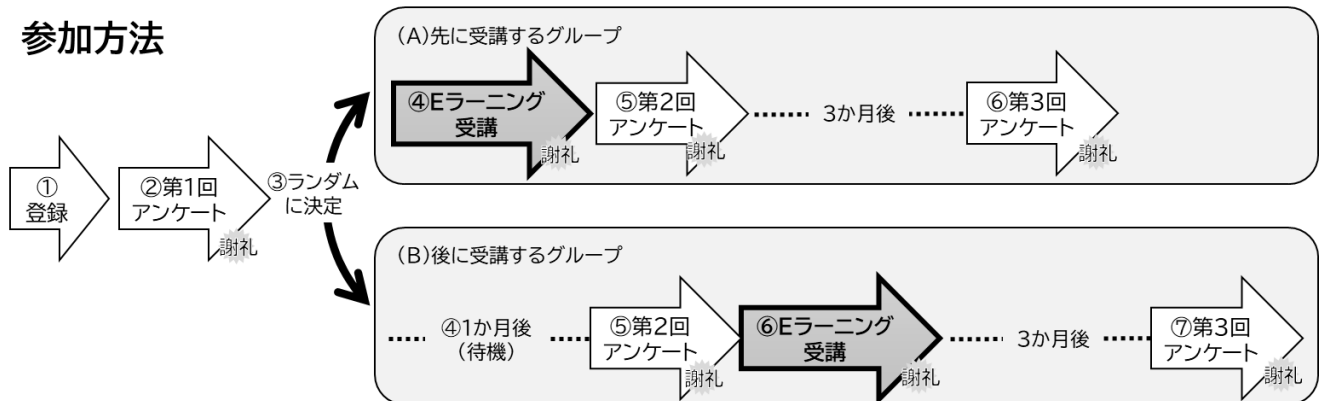 参加方法
①
登録
②第1回
アンケート
謝礼
③ランダム
に決定
(A)先に受講するグループ
④Eラーニング
受講
謝礼
⑤第2回
アンケート
謝礼
3か月後
⑥第3回
アンケート
謝礼
(B)後に受講するグループ
④1か月後
(待機)
⑤第2回
アンケート
謝礼
⑥Eラーニング
受講
謝礼
3か月後
⑦第3回
アンケート
謝礼